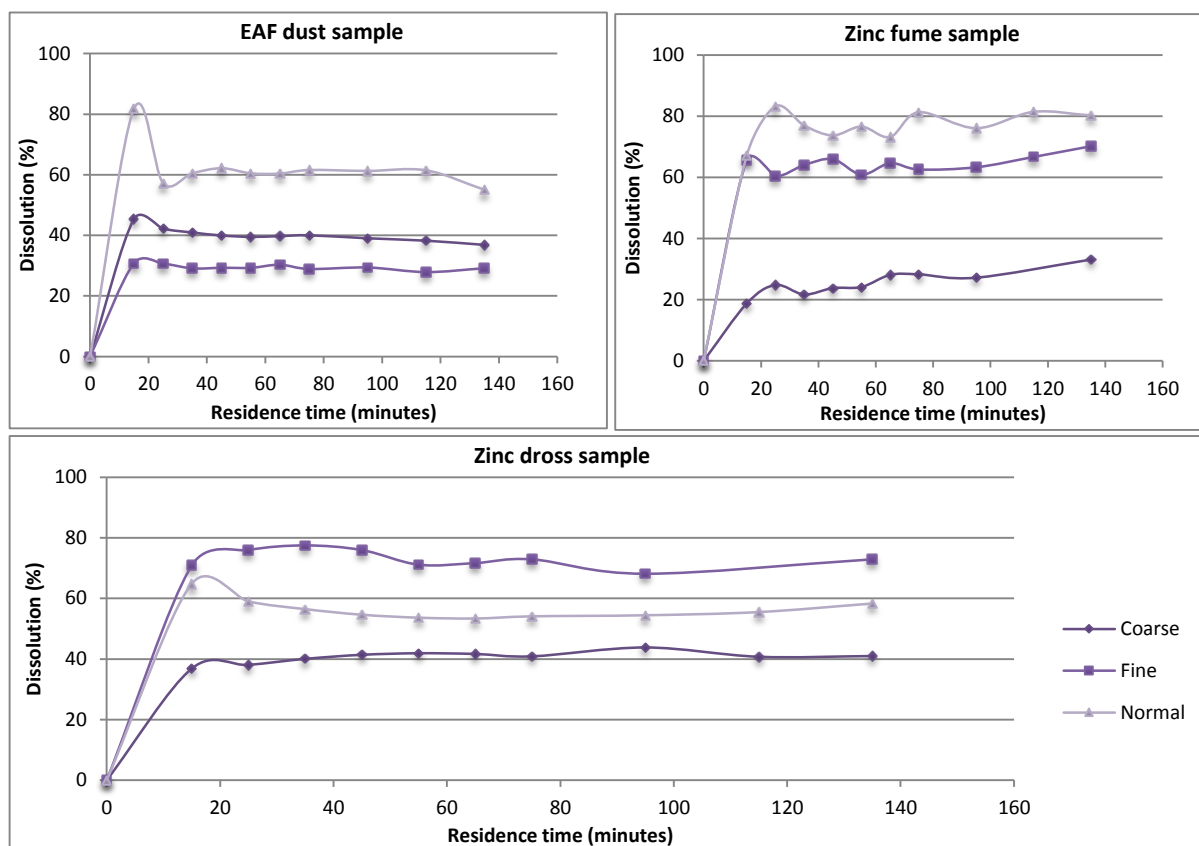 EAF dust sample
100
80
60
40
20
0
Dissolution (%)
0 20 40 60 80 100 120 140 160
Residence time (minutes)
Zinc fume sample
100
80
60
40
20
0
Dissolution (%)
0 20 40 60 80 100 120 140 160
Residence time (minutes)
Zinc dross sample
100
80
60
40
20
0
Dissolution (%)
0 20 40 60 80 100 120 140 160
Residence time (minutes)
Coarse
Fine
Normal